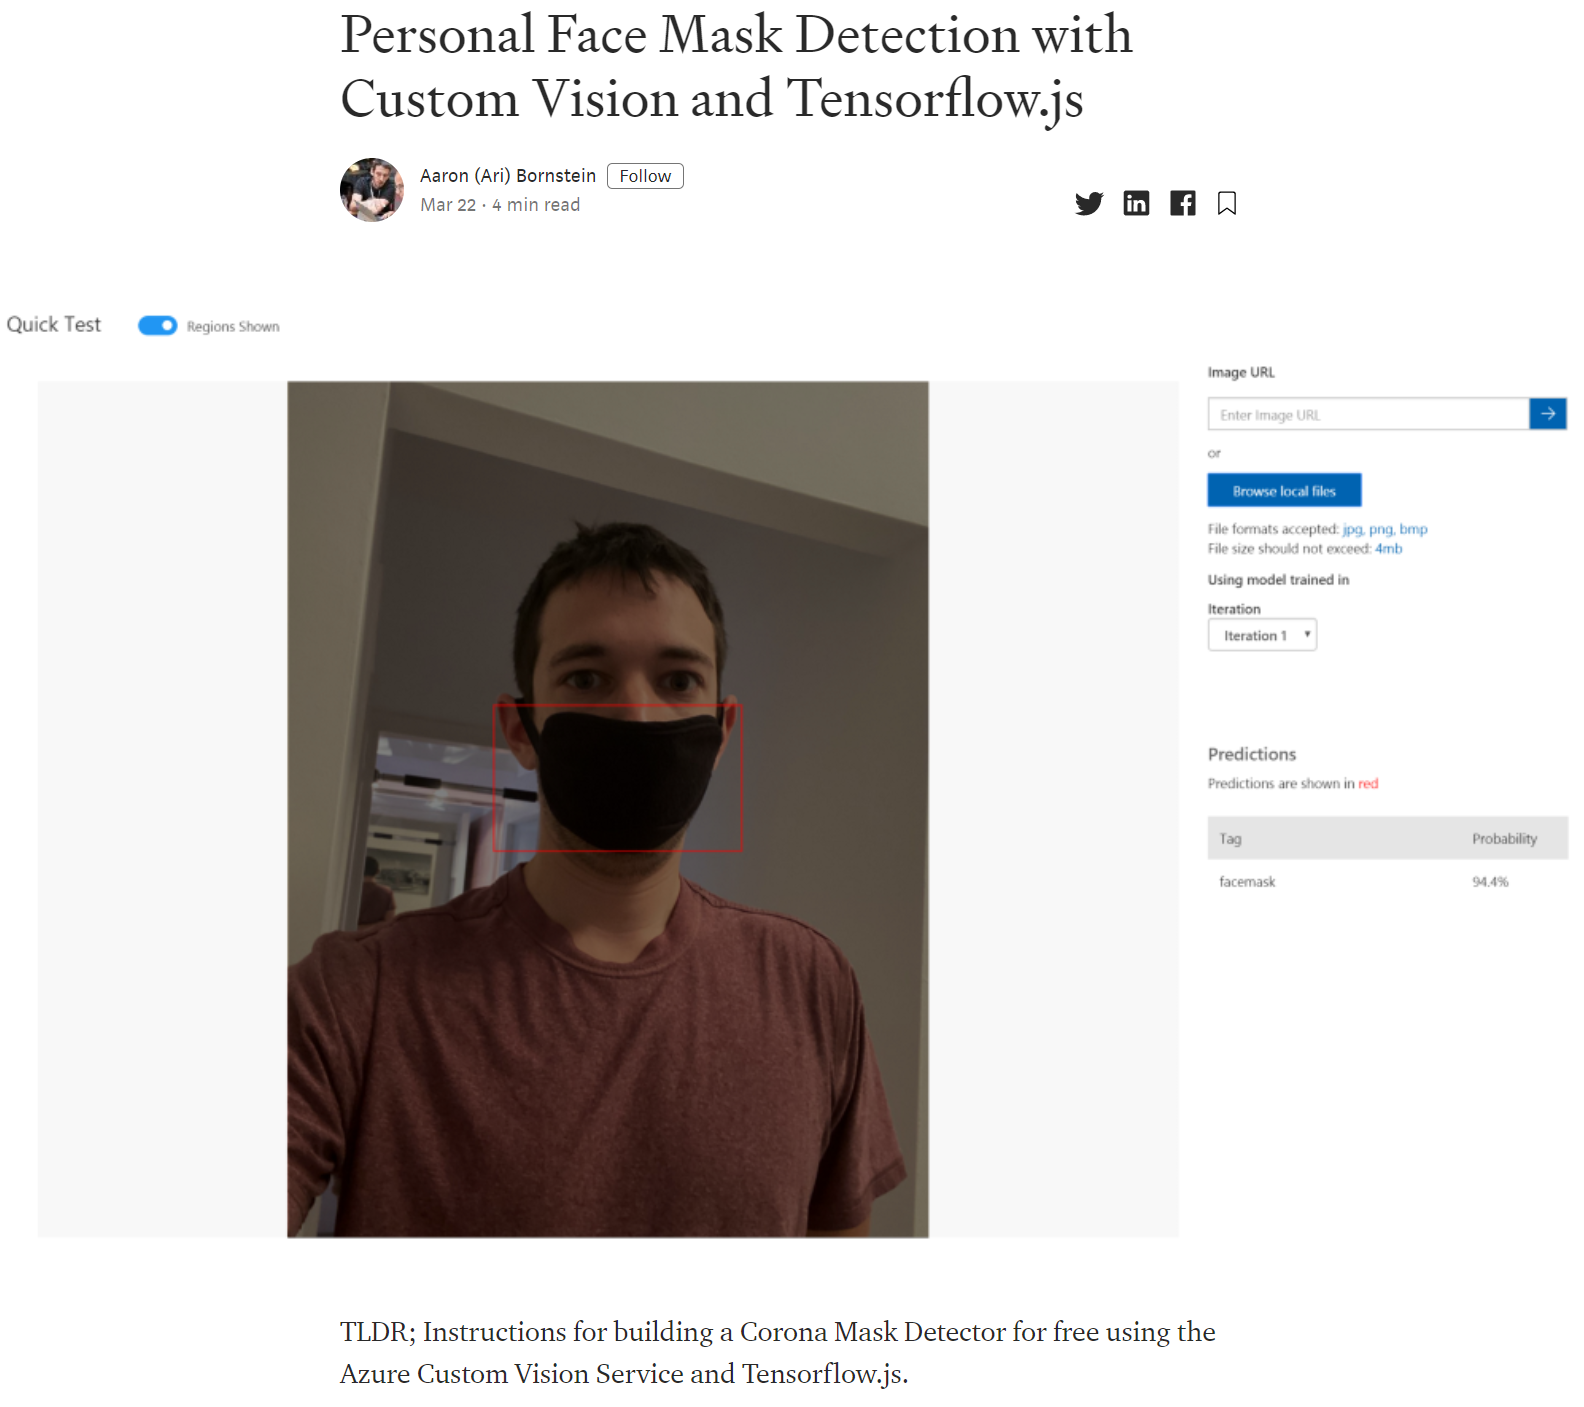 Personal Face Mask Detection with
Custom Vision and Tensorflow.js
Aaron (Ari) Bornstein Follow
Mar 22 · 4 min read
Quick Test Regions Shown
Image URL
Enter Image URL
or
Browse local files
File formats accepted: jpg, png, bmp
File size should not exceed: 4mb
Using model trained in
Iteration
Iteration 1
Predictions
Predictions are shown in red
Tag Probability
facemask 94.4%
TLDR; Instructions for building a Corona Mask Detector for free using the
Azure Custom Vision Service and Tensorflow.js.